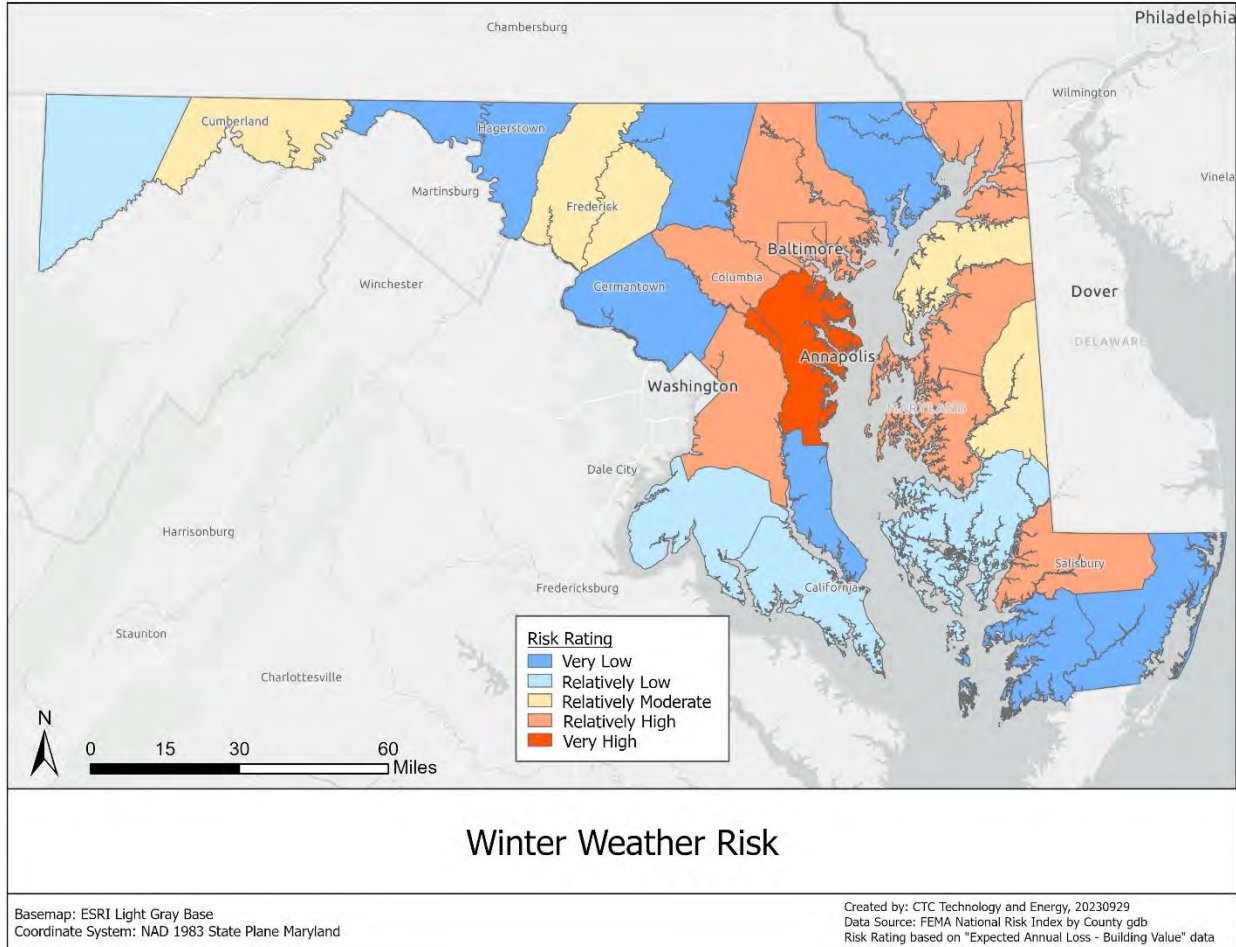 Chambersburg
Philadelphia
Wilmington
Cumberland
Hagerstown
Martinsburg
Frederick
Vinela
Baltimore
Columbia
Winchester
Germantown
Dover
DELAWARE
Annapolis
Washington
MARYLAND
Dale City
Harrisonburg
Salisbury
Fredericksburg
California
Staunton
Charlottesville
Risk Rating
Very Low
Relatively Low
Relatively Moderate
Relatively High
Very High
N
0 15 30 60
Miles
Winter Weather Risk
Basemap: ESRI Light Gray Base
Coordinate System: NAD 1983 State Plane Maryland
Created by: CTC Technology and Energy, 20230929
Data Source: FEMA National Risk Index by County gdb
Risk Rating based on "Expected Annual Loss - Building Value" data